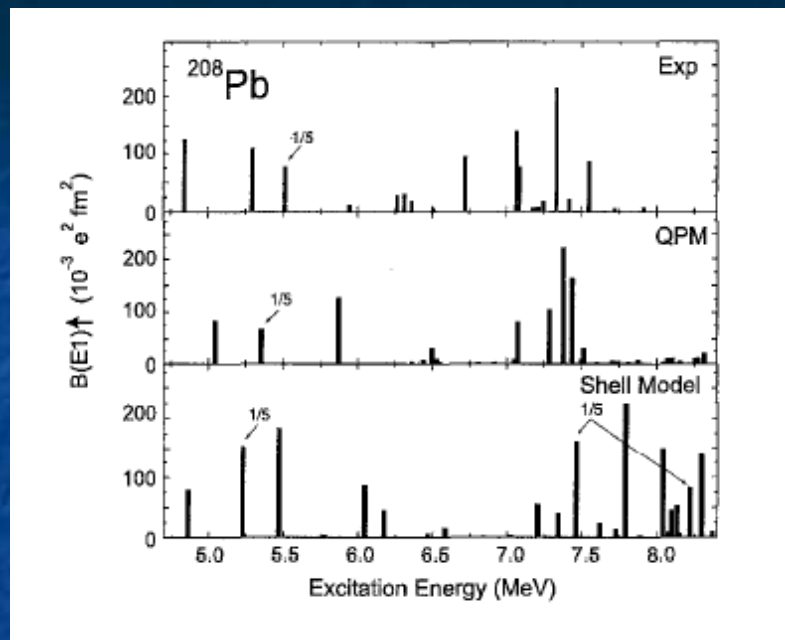 208Pb
Exp
200
100
0
1/5
QPM
200
100
0
1/5
Shell Model
200
100
0
1/5
1/5
B(E1)↑ (10-3 e2 fm2)
5.0 5.5 6.0 6.5 7.0 7.5 8.0
Excitation Energy (MeV)